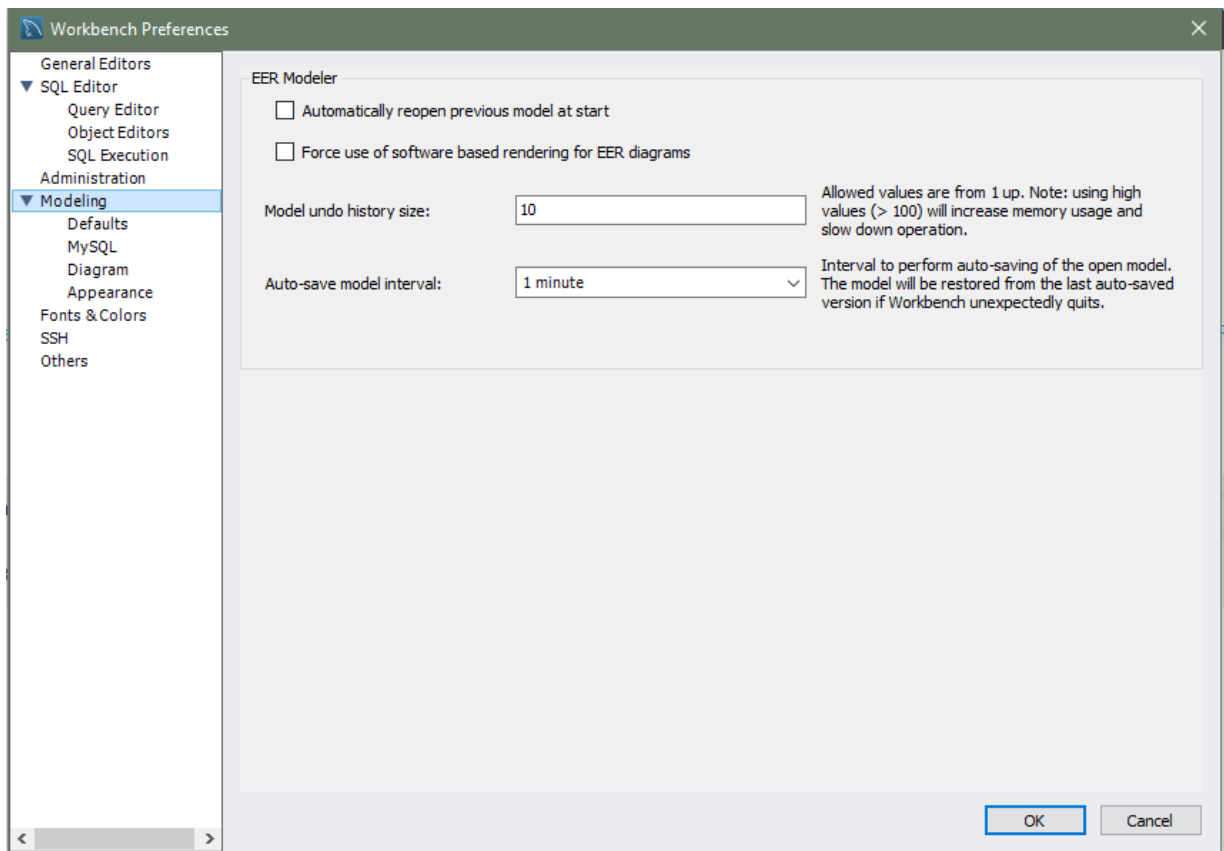 Workbench Preferences
General Editors
SQL Editor
Query Editor
Object Editors
SQL Execution
Administration
Modeling
Defaults
MySQL
Diagram
Appearance
Fonts & Colors
SSH
Others
EER Modeler
Automatically reopen previous model at start
Force use of software based rendering for EER diagrams
Model undo history size:
10
Allowed values are from 1 up. Note: using high
values (> 100) will increase memory usage and
slow down operation.
Auto-save model interval:
1 minute
Interval to perform auto-saving of the open model.
The model will be restored from the last auto-saved
version if Workbench unexpectedly quits.
OK
Cancel